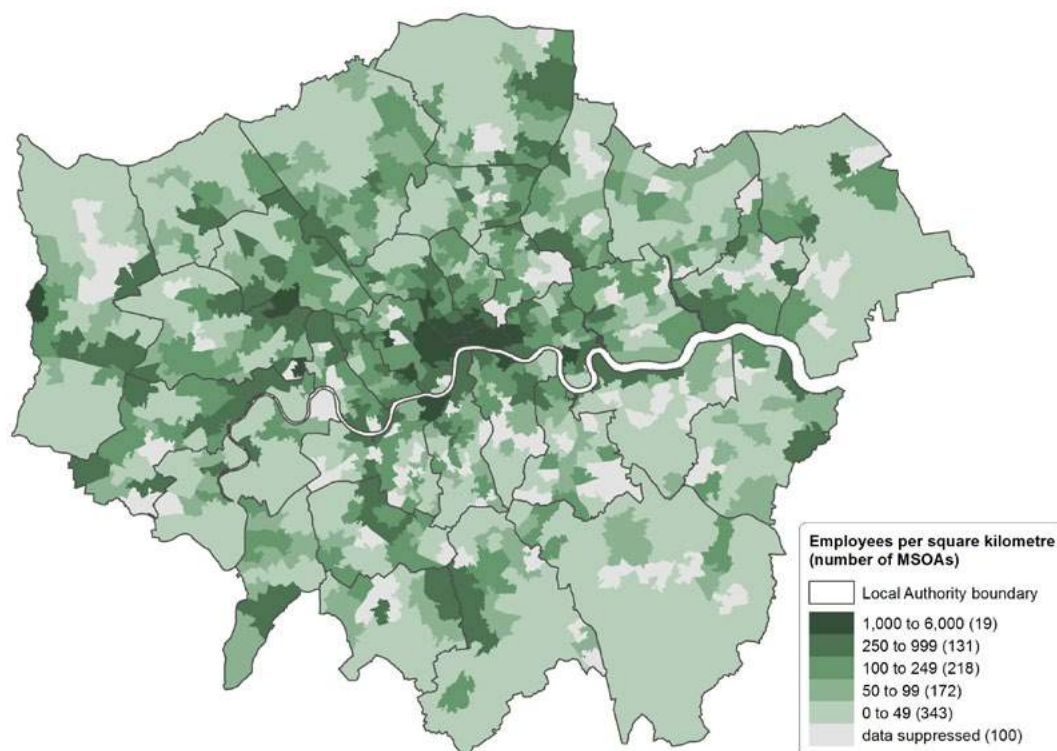 Employees per square kilometre
(number of MSOAs)
Local Authority boundary
1,000 to 6,000 (19)
250 to 999 (131)
100 to 249 (218)
50 to 99 (172)
0 to 49 (343)
data suppressed (100)